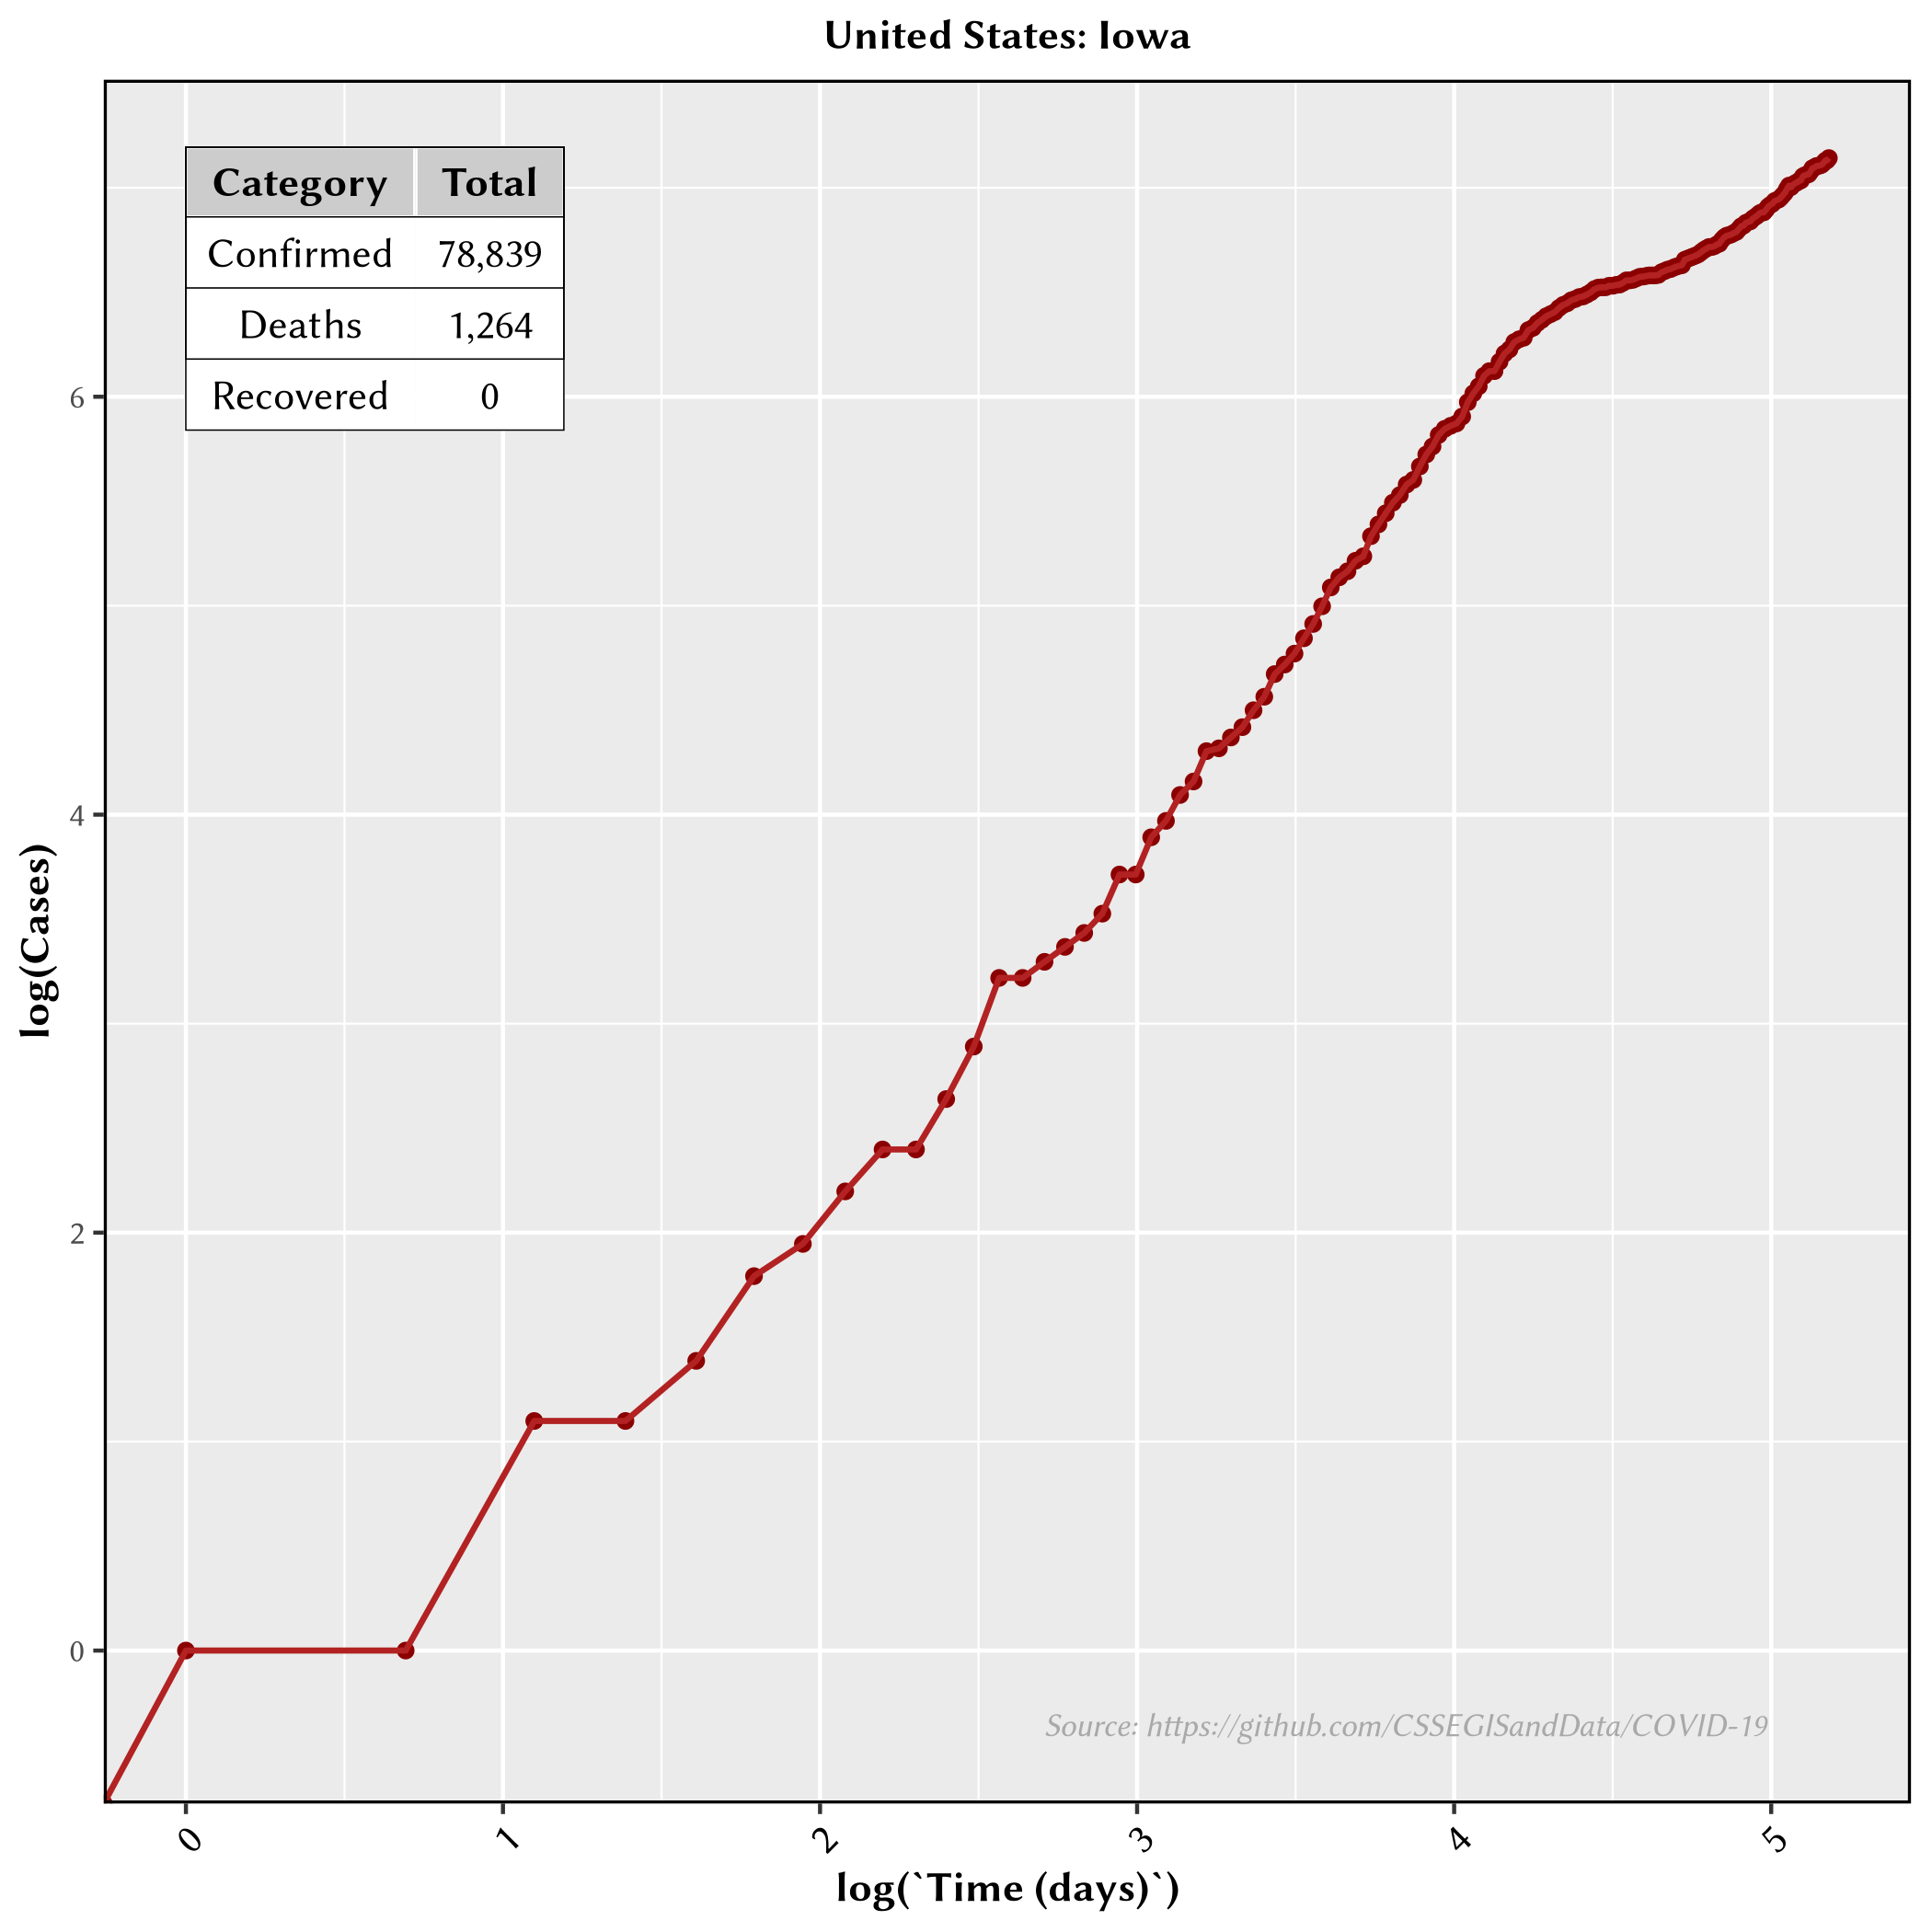 United States: Iowa
Category Total
Confirmed 78,839
Deaths 1,264
Recovered 0
6
4
2
0
log(Cases)
Source: https://github.com/CSSEGISandData/COVID-19
0 1 2 3 4 5
log(`Time (days)`)